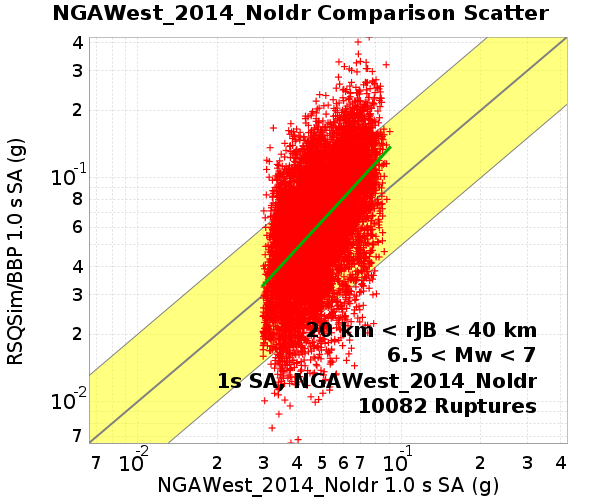 NGAWest_2014_NoIdr Comparison Scatter
RSQSim/BBP 1.0 s SA (g)
4
3
2
10-1
8
6
4
3
2
10-2
7
20 km < rJB < 40 km
6.5 < Mw < 7
1s SA, NGAWest_2014_NoIdr
10082 Ruptures
7 10-2 2 3 4 5 6 7 10-1 2 3 4
NGAWest_2014_NoIdr 1.0 s SA (g)